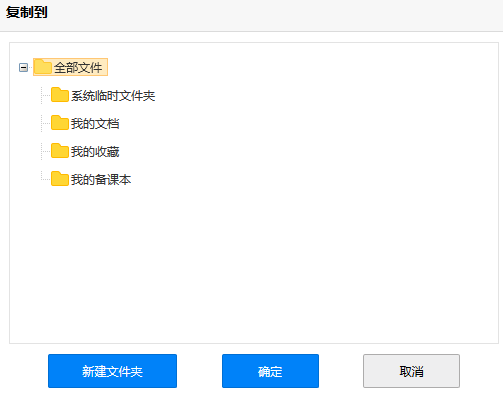 复制到
全部文件
系统临时文件夹
我的文档
我的收藏
我的备课本
新建文件夹 确定 取消